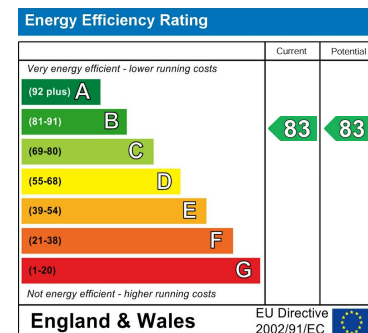 Energy Efficiency Rating
Current Potential
Very energy efficient - lower running costs
(92 plus) A
(81-91) B
83 83
(69-80) C
(55-68) D
(39-54) E
(21-38) F
(1-20) G
Not energy efficient - higher running costs
England & Wales
EU Directive
2002/91/EC